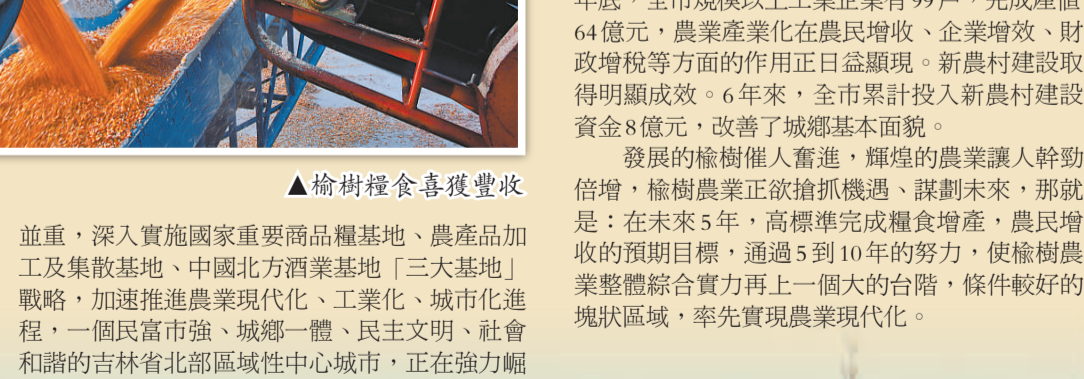 ▲榆樹糧食喜獲豐收
並重，深入實施國家重要商品糧基地、農產品加
工及集散基地、中國北方酒業基地「三大基地」
戰略，加速推進農業現代化、工業化、城市化進
程，一個民富市強、城鄉一體、民主文明、社會
和諧的吉林省北部區域性中心城市，正在強力崛
年底，全市規模以上工業企業有99戶，完成產值
64億元，農業產業化在農民增收、企業增效、財
政增稅等方面的作用正日益顯現。新農村建設取
得明顯成效。6年來，全市累計投入新農村建設
資金8億元，改善了城鄉基本面貌。
發展的榆樹催人奮進，輝煌的農業讓人幹勁
倍增，榆樹農業正欲搶抓機遇、謀劃未來，那就
是：在未來5年，高標準完成糧食增產，農民增
收的預期目標，通過5到10年的努力，使榆樹農
業整體綜合實力再上一個大的台階，條件較好的
塊狀區域，率先實現農業現代化。